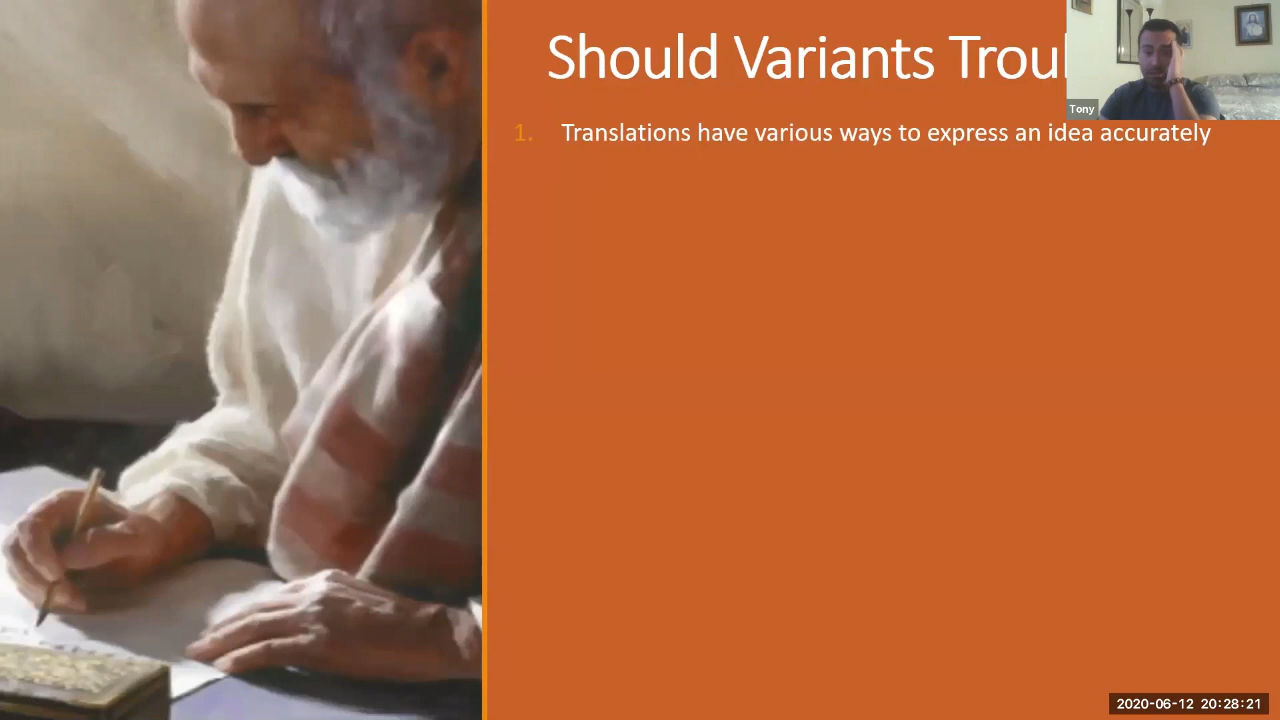 Should Variants Troul
Tony
1. Translations have various ways to express an idea accurately
2020-06-12 20:28:21